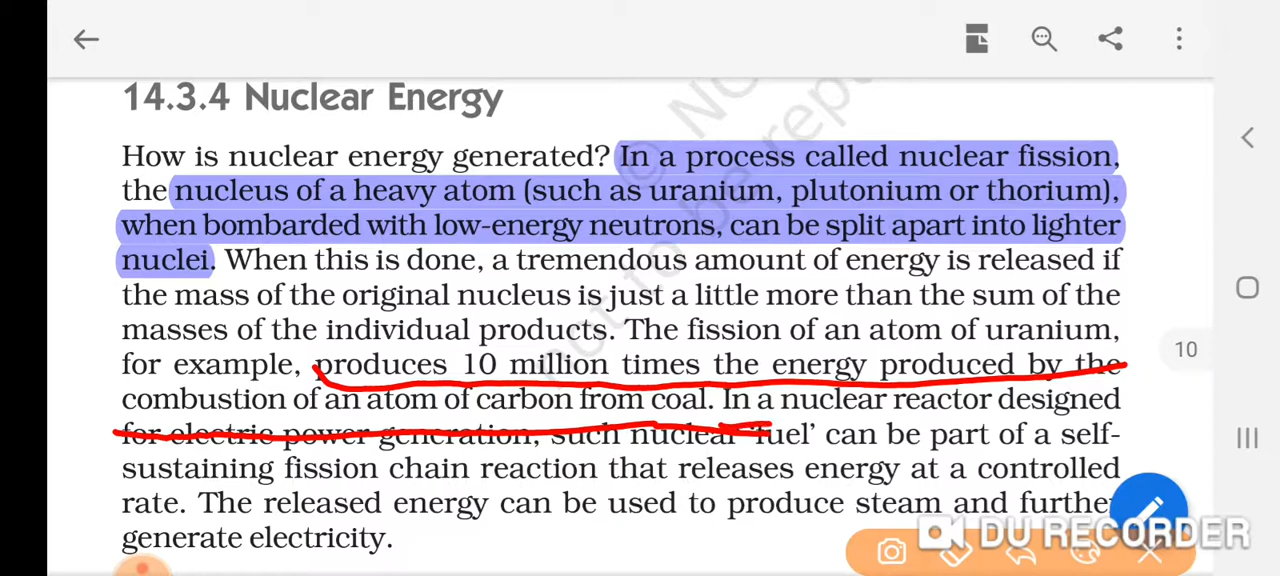 14.3.4 Nuclear Energy
How is nuclear energy generated? In a process called nuclear fission,
the nucleus of a heavy atom (such as uranium, plutonium or thorium),
when bombarded with low-energy neutrons, can be split apart into lighter
nuclei. When this is done, a tremendous amount of energy is released if
the mass of the original nucleus is just a little more than the sum of the
masses of the individual products. The fission of an atom of uranium,
for example, produces 10 million times the energy produced by the
10
combustion of an atom of carbon from coal. In a nuclear reactor designed
for electric power generation, such nuclear ‘fuel’ can be part of a self-
sustaining fission chain reaction that releases energy at a controlled
rate. The released energy can be used to produce steam and further
generate electricity.
DU RECORDER